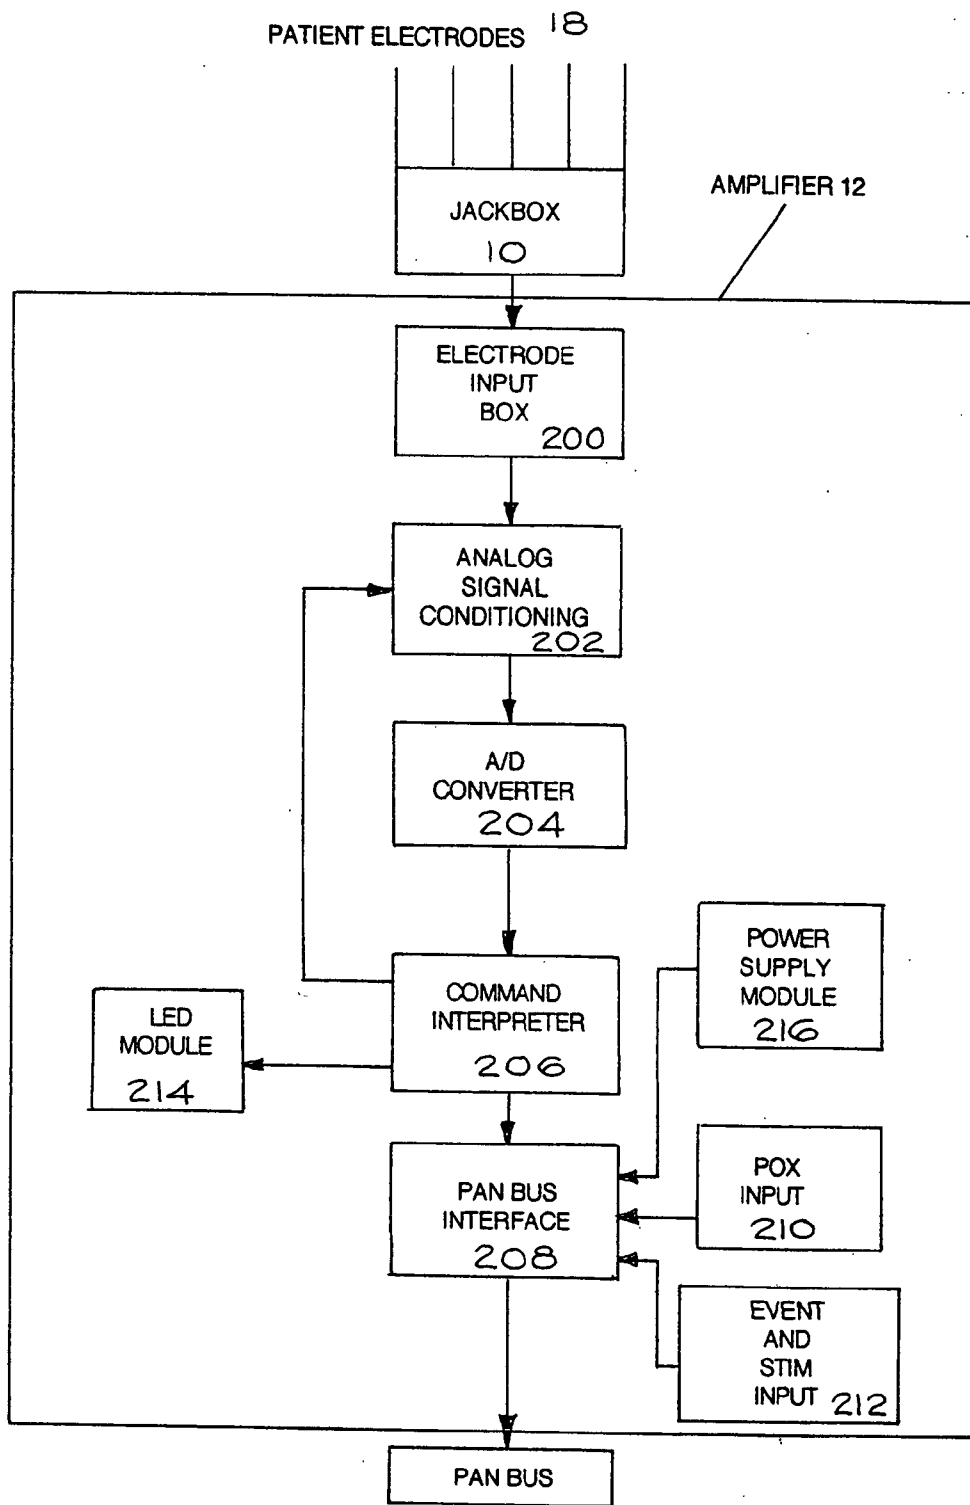 PATIENT ELECTRODES 18
JACKBOX
10
AMPLIFIER 12
ELECTRODE
INPUT
BOX
200
ANALOG
SIGNAL
CONDITIONING
202
A/D
CONVERTER
204
COMMAND
INTERPRETER
206
LED
MODULE
214
POWER
SUPPLY
MODULE
216
PAN BUS
INTERFACE
208
POX
INPUT
210
EVENT
AND
STIM
INPUT 212
PAN BUS